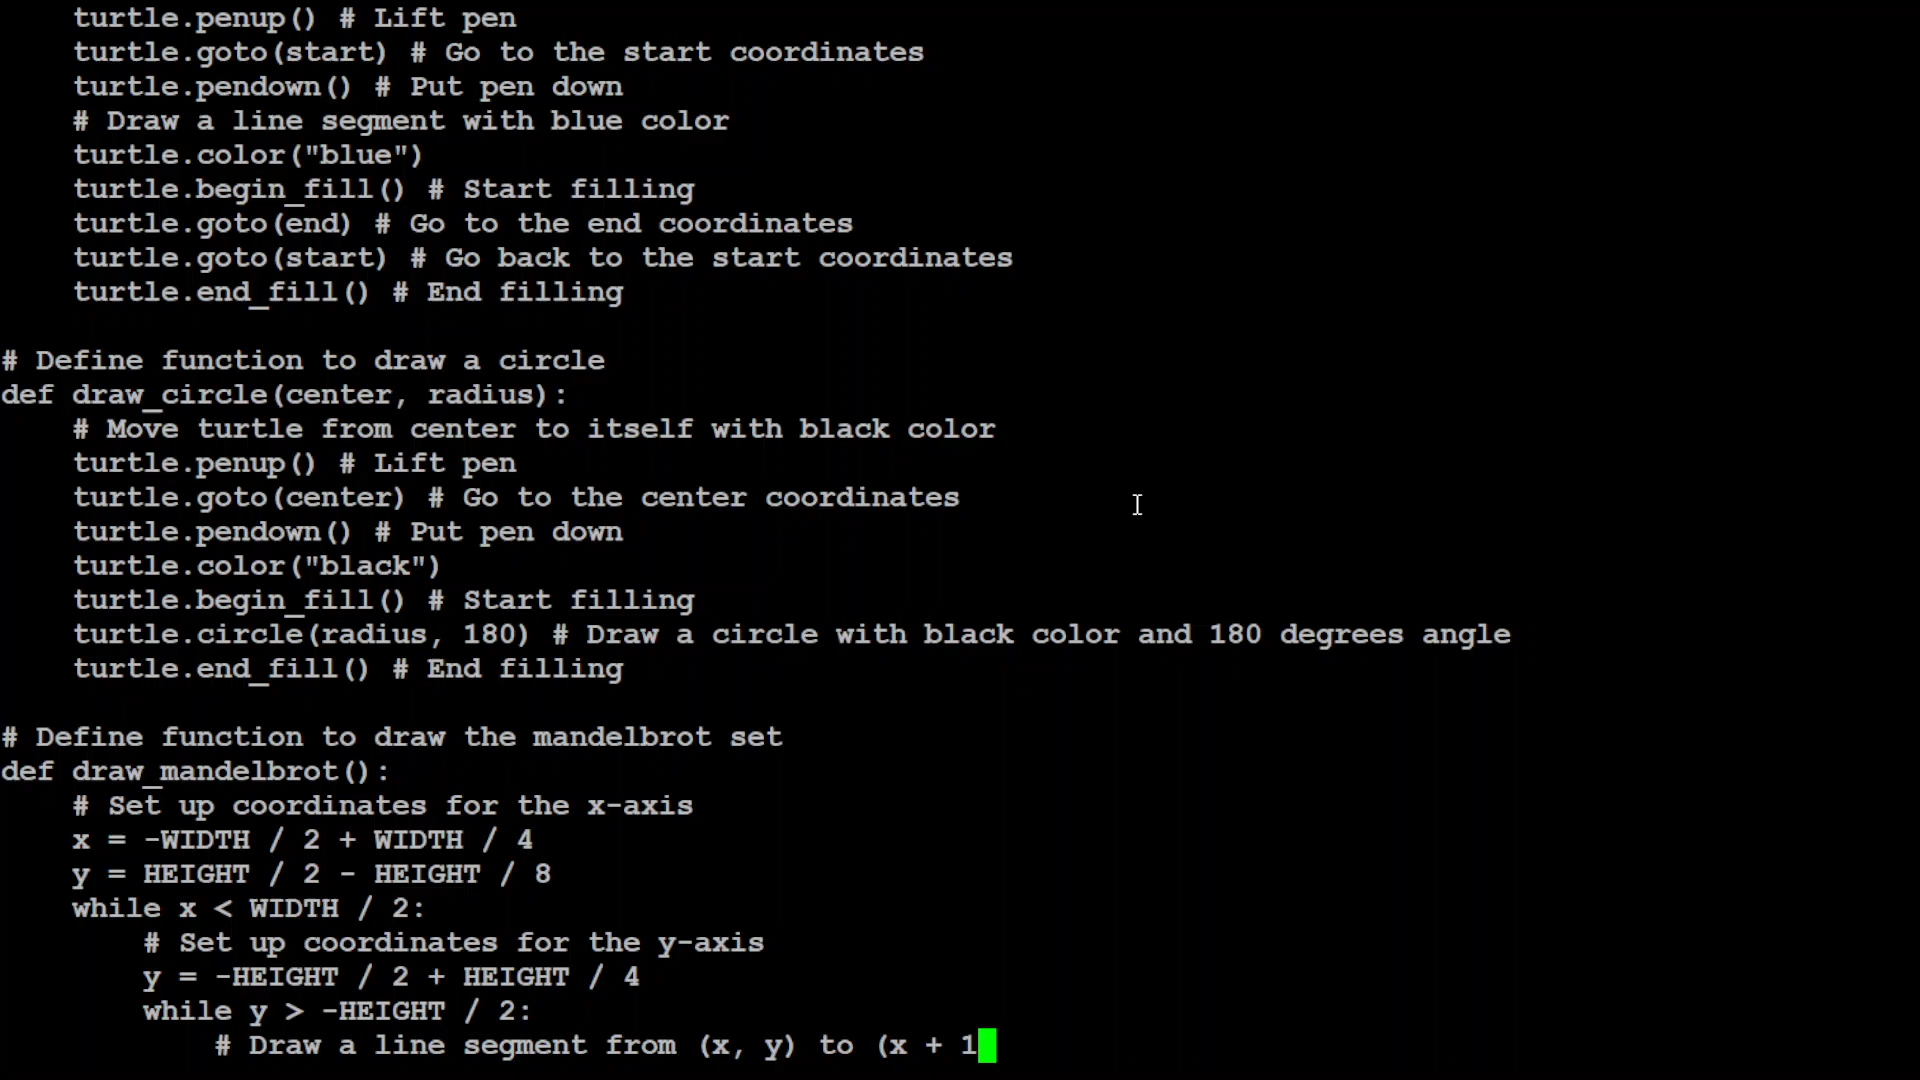 turtle.penup() # Lift pen
    turtle.goto(start) # Go to the start coordinates
    turtle.pendown() # Put pen down
    # Draw a line segment with blue color
    turtle.color("blue")
    turtle.begin_fill() # Start filling
    turtle.goto(end) # Go to the end coordinates
    turtle.goto(start) # Go back to the start coordinates
    turtle.end_fill() # End filling

# Define function to draw a circle
def draw_circle(center, radius):
    # Move turtle from center to itself with black color
    turtle.penup() # Lift pen
    turtle.goto(center) # Go to the center coordinates
    turtle.pendown() # Put pen down
    turtle.color("black")
    turtle.begin_fill() # Start filling
    turtle.circle(radius, 180) # Draw a circle with black color and 180 degrees angle
    turtle.end_fill() # End filling

# Define function to draw the mandelbrot set
def draw_mandelbrot():
    # Set up coordinates for the x-axis
    x = -WIDTH / 2 + WIDTH / 4
    y = HEIGHT / 2 - HEIGHT / 8
    while x < WIDTH / 2:
        # Set up coordinates for the y-axis
        y = -HEIGHT / 2 + HEIGHT / 4
        while y > -HEIGHT / 2:
            # Draw a line segment from (x, y) to (x + 1